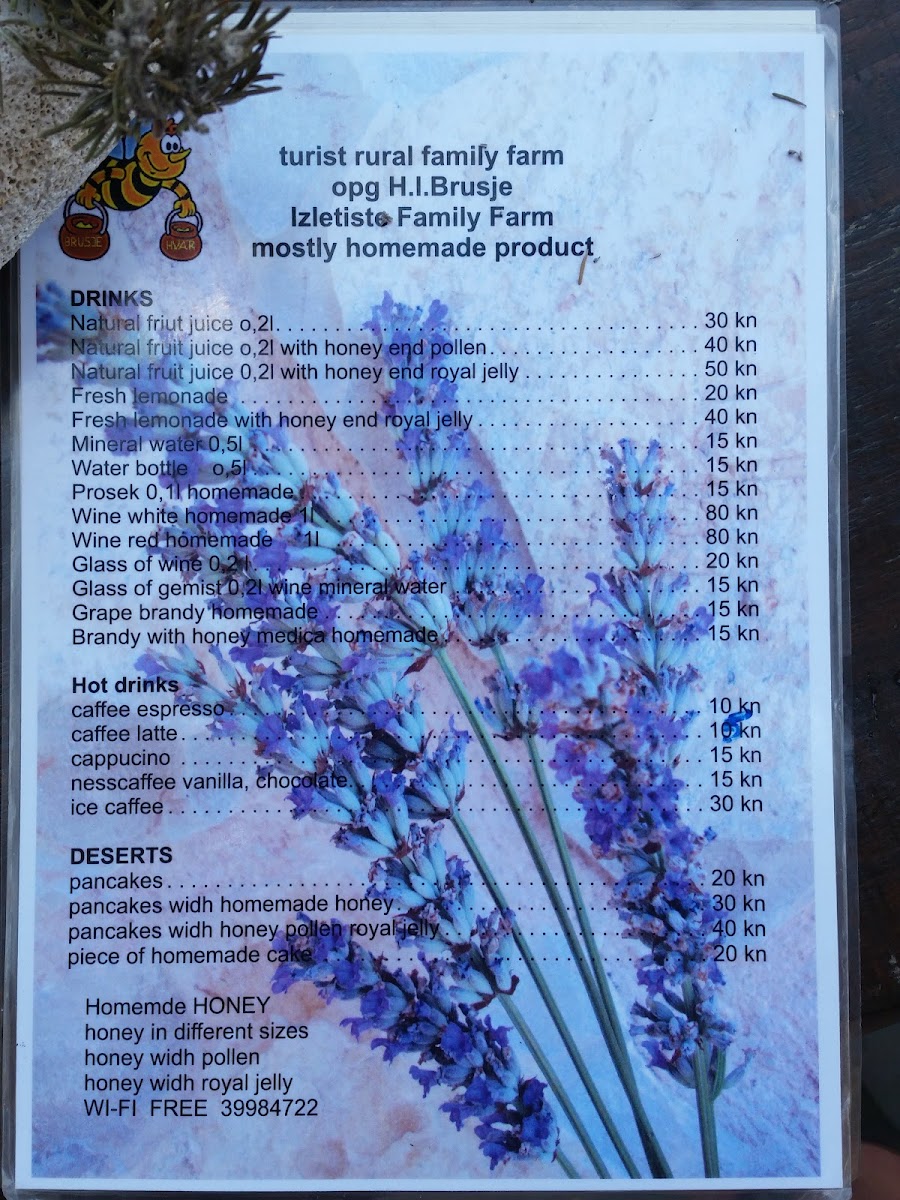 BRUSJE
HVAR
turist rural family farm
opg H.I.Brusje
Izletište Family Farm
mostly homemade product
DRINKS
Natural friut juice o,2l. . . . . . . . . . . . . . . . . . . . 30 kn
Natural fruit juice o,2l with honey end pollen. . . . . . . . . . 40 kn
Natural fruit juice 0,2l with honey end royal jelly . . . . . . . . . . 50 kn
Fresh lemonade . . . . . . . . . . . . . . . . . . . . 20 kn
Fresh lemonade with honey end royal jelly . . . . . . . . . . 40 kn
Mineral water 0,5l . . . . . . . . . . . . . . . . . . . . 15 kn
Water bottle o,5l . . . . . . . . . . . . . . . . . . . . 15 kn
Prosek 0,1l homemade . . . . . . . . . . . . . . . . . . . . 15 kn
Wine white homemade 1l . . . . . . . . . . . . . . . . . . . . 80 kn
Wine red homemade 1l . . . . . . . . . . . . . . . . . . . . 80 kn
Glass of wine 0,2 l . . . . . . . . . . . . . . . . . . . . 20 kn
Glass of gemist 0,2l wine mineral water . . . . . . . . . . 15 kn
Grape brandy homemade . . . . . . . . . . . . . . . . . . . . 15 kn
Brandy with honey medica homemade . . . . . . . . . . 15 kn
Hot drinks
caffee espresso . . . . . . . . . . . . . . . . . . . . 10 kn
caffee latte. . . . . . . . . . . . . . . . . . . . 10 kn
cappucino . . . . . . . . . . . . . . . . . . . . 15 kn
nesscaffee vanilla, chocolate. . . . . . . . . . . . . . . 15 kn
ice caffee . . . . . . . . . . . . . . . . . . . . 30 kn
DESERTS
pancakes. . . . . . . . . . . . . . . . . . . . 20 kn
pancakes widh homemade honey. . . . . . . . . . . . . . . 30 kn
pancakes widh honey pollen royal jelly. . . . . . . . . . 40 kn
piece of homemade cake . . . . . . . . . . . . . . . 20 kn
Homemde HONEY
honey in different sizes
honey widh pollen
honey widh royal jelly
WI-FI FREE 39984722